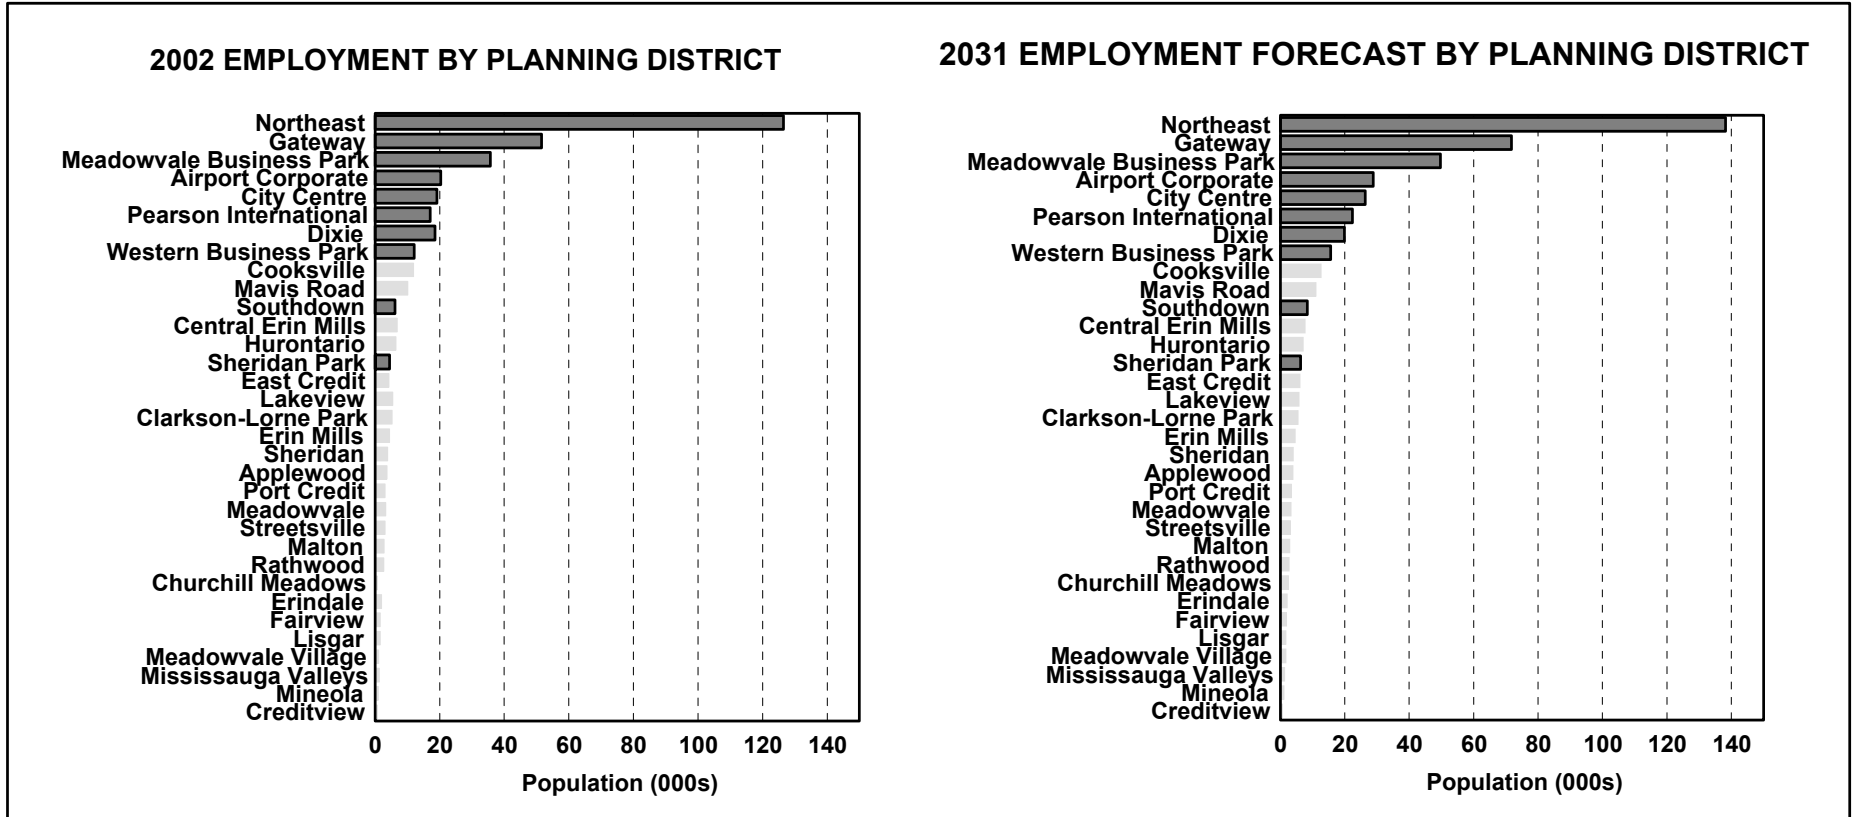 2002 EMPLOYMENT BY PLANNING DISTRICT
Northeast
Gateway
Meadowvale Business Park
Airport Corporate
City Centre
Pearson International
Dixie
Western Business Park
Cooksville
Mavis Road
Southdown
Central Erin Mills
Hurontario
Sheridan Park
East Credit
Lakeview
Clarkson-Lorne Park
Erin Mills
Sheridan
Applewood
Port Credit
Meadowvale
Streetsville
Malton
Rathwood
Churchill Meadows
Erindale
Fairview
Lisgar
Meadowvale Village
Mississauga Valleys
Mineola
Creditview
0 20 40 60 80 100 120 140
Population (000s)
2031 EMPLOYMENT FORECAST BY PLANNING DISTRICT
Northeast
Gateway
Meadowvale Business Park
Airport Corporate
City Centre
Pearson International
Dixie
Western Business Park
Cooksville
Mavis Road
Southdown
Central Erin Mills
Hurontario
Sheridan Park
East Credit
Lakeview
Clarkson-Lorne Park
Erin Mills
Sheridan
Applewood
Port Credit
Meadowvale
Streetsville
Malton
Rathwood
Churchill Meadows
Erindale
Fairview
Lisgar
Meadowvale Village
Mississauga Valleys
Mineola
Creditview
0 20 40 60 80 100 120 140
Population (000s)